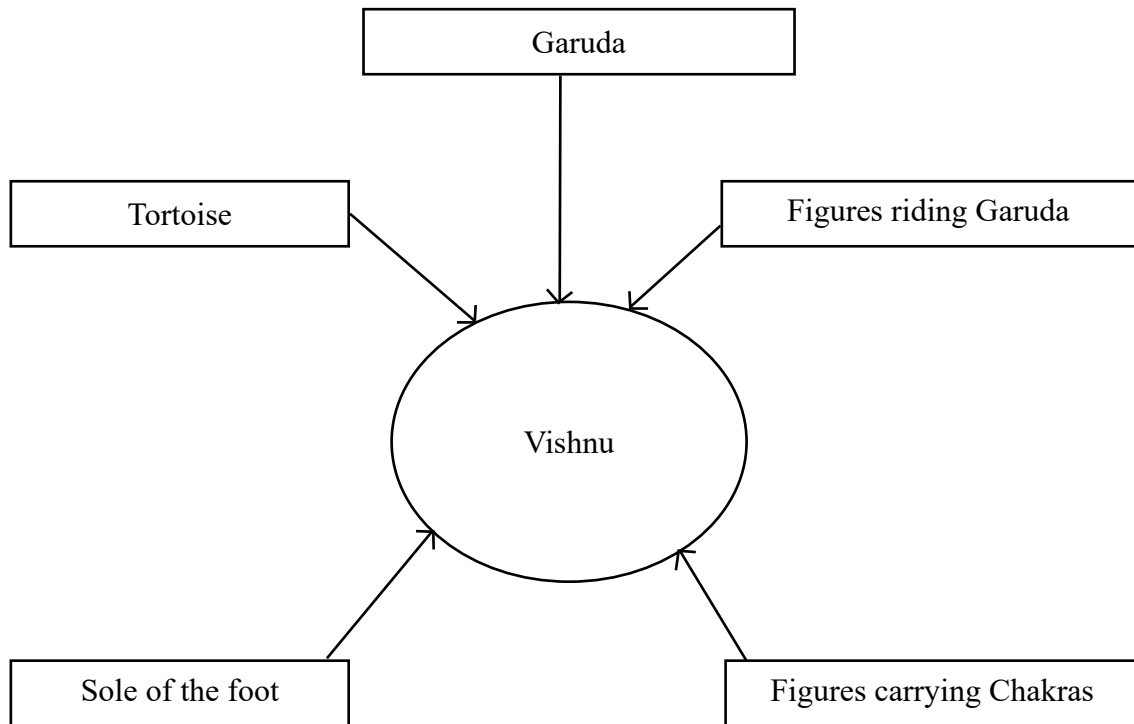 Garuda
Tortoise
Figures riding Garuda
Vishnu
Sole of the foot
Figures carrying Chakras